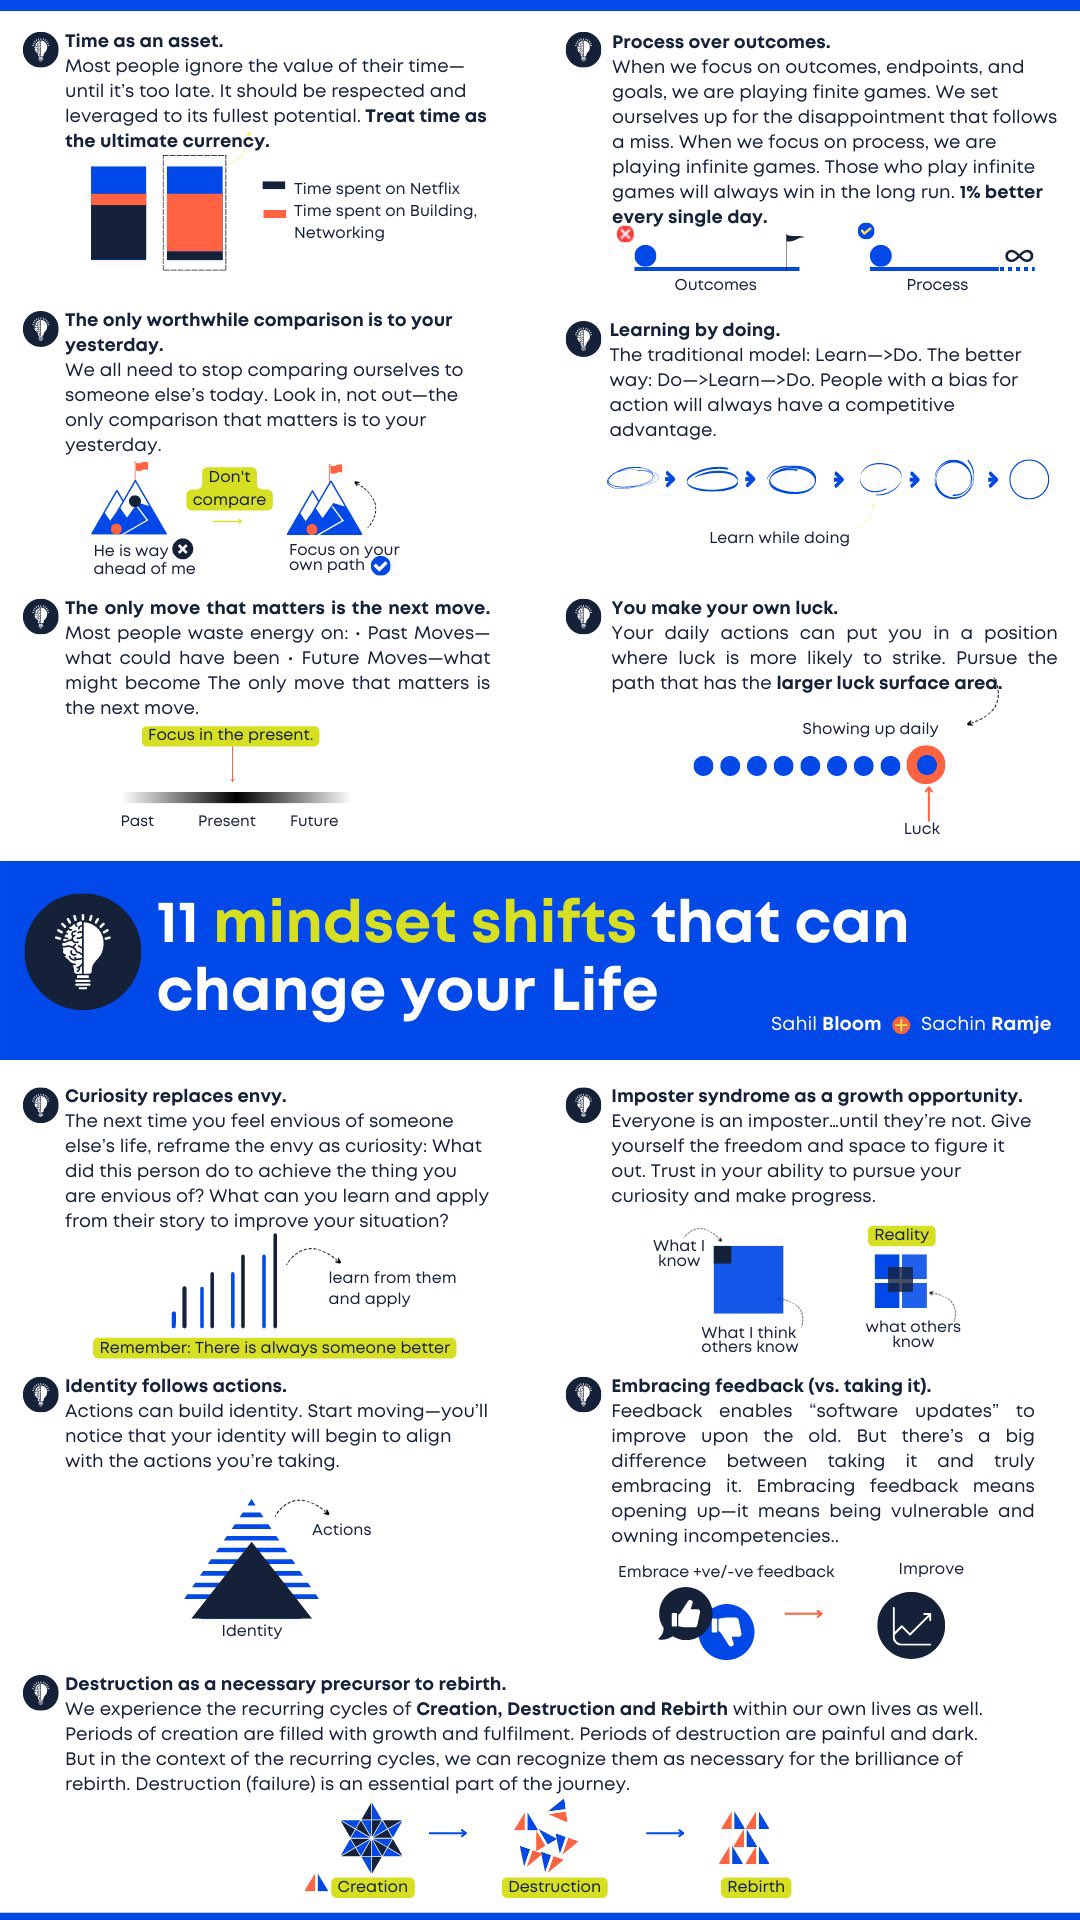 Time as an asset.
Most people ignore the value of their time—
until it's too late. It should be respected and
leveraged to its fullest potential. Treat time as
the ultimate currency.
Time spent on Netflix
Time spent on Building,
Networking
Process over outcomes.
When we focus on outcomes, endpoints, and
goals, we are playing finite games. We set
ourselves up for the disappointment that follows
a miss. When we focus on process, we are
playing infinite games. Those who play infinite
games will always win in the long run. 1% better
every single day.
Outcomes
Process
The only worthwhile comparison is to your
yesterday.
We all need to stop comparing ourselves to
someone else's today. Look in, not out—the
only comparison that matters is to your
yesterday.
Don't
compare
He is way
ahead of me
Focus on your
own path
Learning by doing.
The traditional model: Learn—>Do. The better
way: Do—>Learn—>Do. People with a bias for
action will always have a competitive
advantage.
Learn while doing
The only move that matters is the next move.
Most people waste energy on: • Past Moves—
what could have been • Future Moves—what
might become The only move that matters is
the next move.
Focus in the present.
Past
Present
Future
You make your own luck.
Your daily actions can put you in a position
where luck is more likely to strike. Pursue the
path that has the larger luck surface area.
Showing up daily
Luck
11 mindset shifts that can
change your Life
Sahil Bloom + Sachin Ramje
Curiosity replaces envy.
The next time you feel envious of someone
else's life, reframe the envy as curiosity: What
did this person do to achieve the thing you
are envious of? What can you learn and apply
from their story to improve your situation?
learn from them
and apply
Remember: There is always someone better
Imposter syndrome as a growth opportunity.
Everyone is an imposter…until they're not. Give
yourself the freedom and space to figure it
out. Trust in your ability to pursue your
curiosity and make progress.
What I
know
What I think
others know
Reality
what others
know
Identity follows actions.
Actions can build identity. Start moving—you'll
notice that your identity will begin to align
with the actions you're taking.
Actions
Identity
Embracing feedback (vs. taking it).
Feedback enables “software updates” to
improve upon the old. But there's a big
difference between taking it and truly
embracing it. Embracing feedback means
opening up—it means being vulnerable and
owning incompetencies..
Embrace +ve/-ve feedback
Improve
Destruction as a necessary precursor to rebirth.
We experience the recurring cycles of Creation, Destruction and Rebirth within our own lives as well.
Periods of creation are filled with growth and fulfilment. Periods of destruction are painful and dark.
But in the context of the recurring cycles, we can recognize them as necessary for the brilliance of
rebirth. Destruction (failure) is an essential part of the journey.
Creation
Destruction
Rebirth